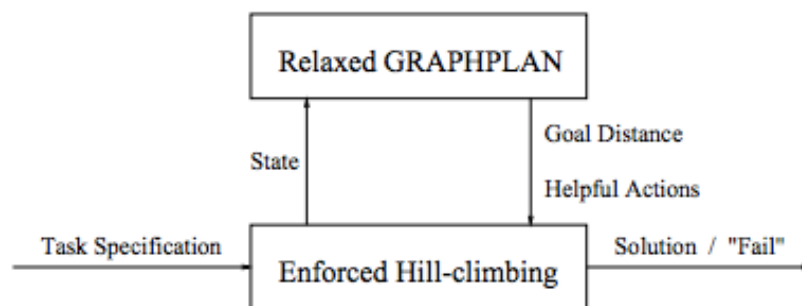 Relaxed GRAPHPLAN
Goal Distance
State
Helpful Actions
Task Specification
Solution / "Fail"
Enforced Hill-climbing